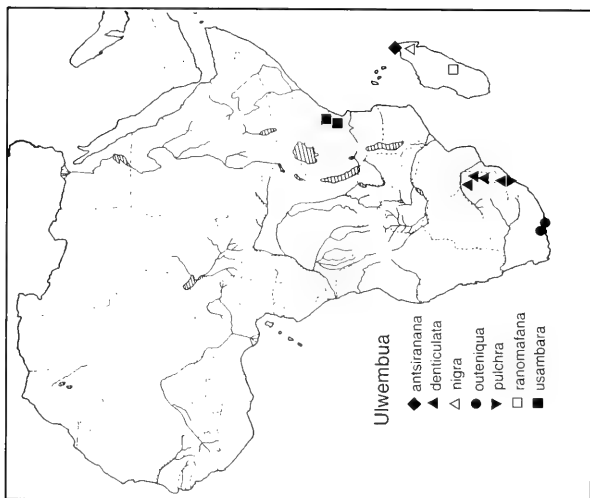 Ulwembua
antsiranana
denticulata
nigra
outeniqua
pulchra
ranomafana
usambara